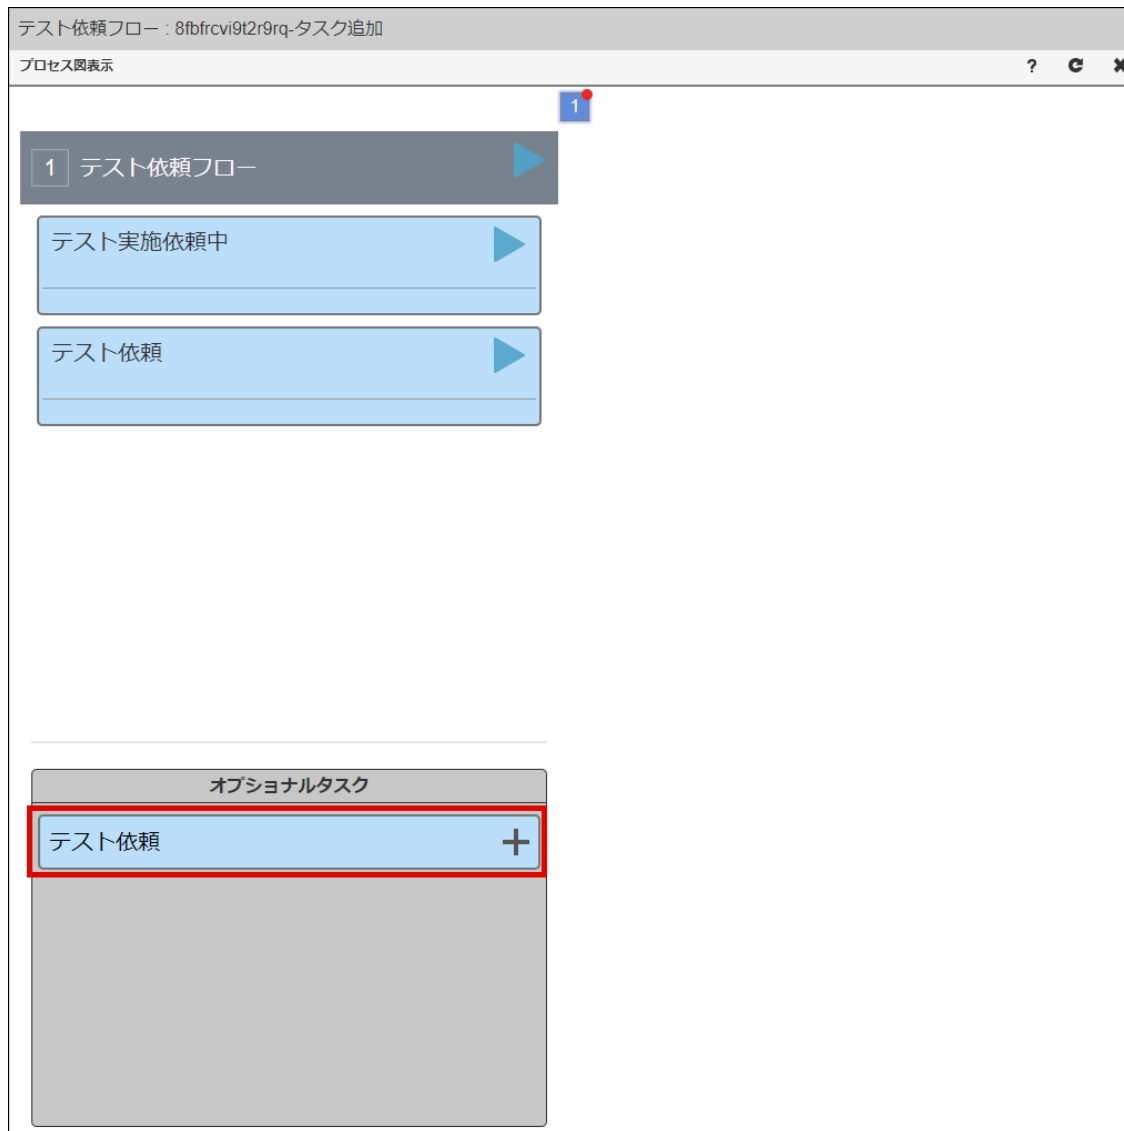 テスト依頼フロー : 8fbfrcvi9t2r9rq-タスク追加
プロセス図表示
?
1
1 テスト依頼フロー
テスト実施依頼中
テスト依頼
オプショナルタスク
テスト依頼